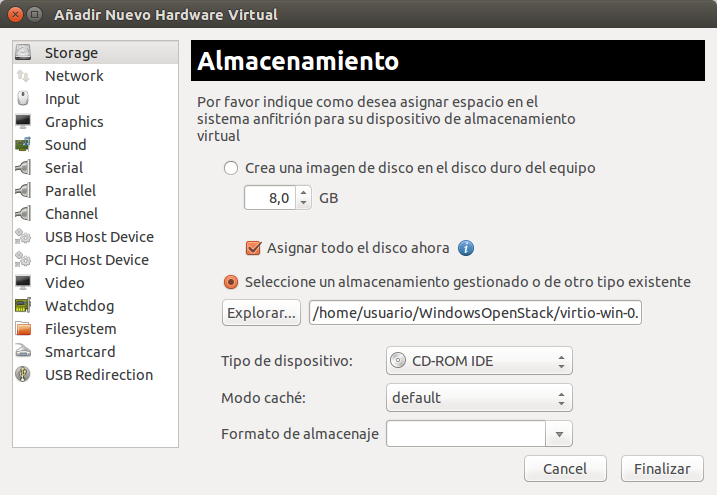 Añadir Nuevo Hardware Virtual
Storage
Network
Input
Graphics
Sound
Serial
Parallel
Channel
USB Host Device
PCI Host Device
Video
Watchdog
Filesystem
Smartcard
USB Redirection
Almacenamiento
Por favor indique como desea asignar espacio en el
sistema anfitrión para su dispositivo de almacenamiento
virtual
Crea una imagen de disco en el disco duro del equipo
8,0 GB
Asignar todo el disco ahora
Seleccione un almacenamiento gestionado o de otro tipo existente
Explorar... /home/usuario/WindowsOpenStack/virtio-win-0.
Tipo de dispositivo: CD-ROM IDE
Modo caché: default
Formato de almacenaje
Cancel Finalizar